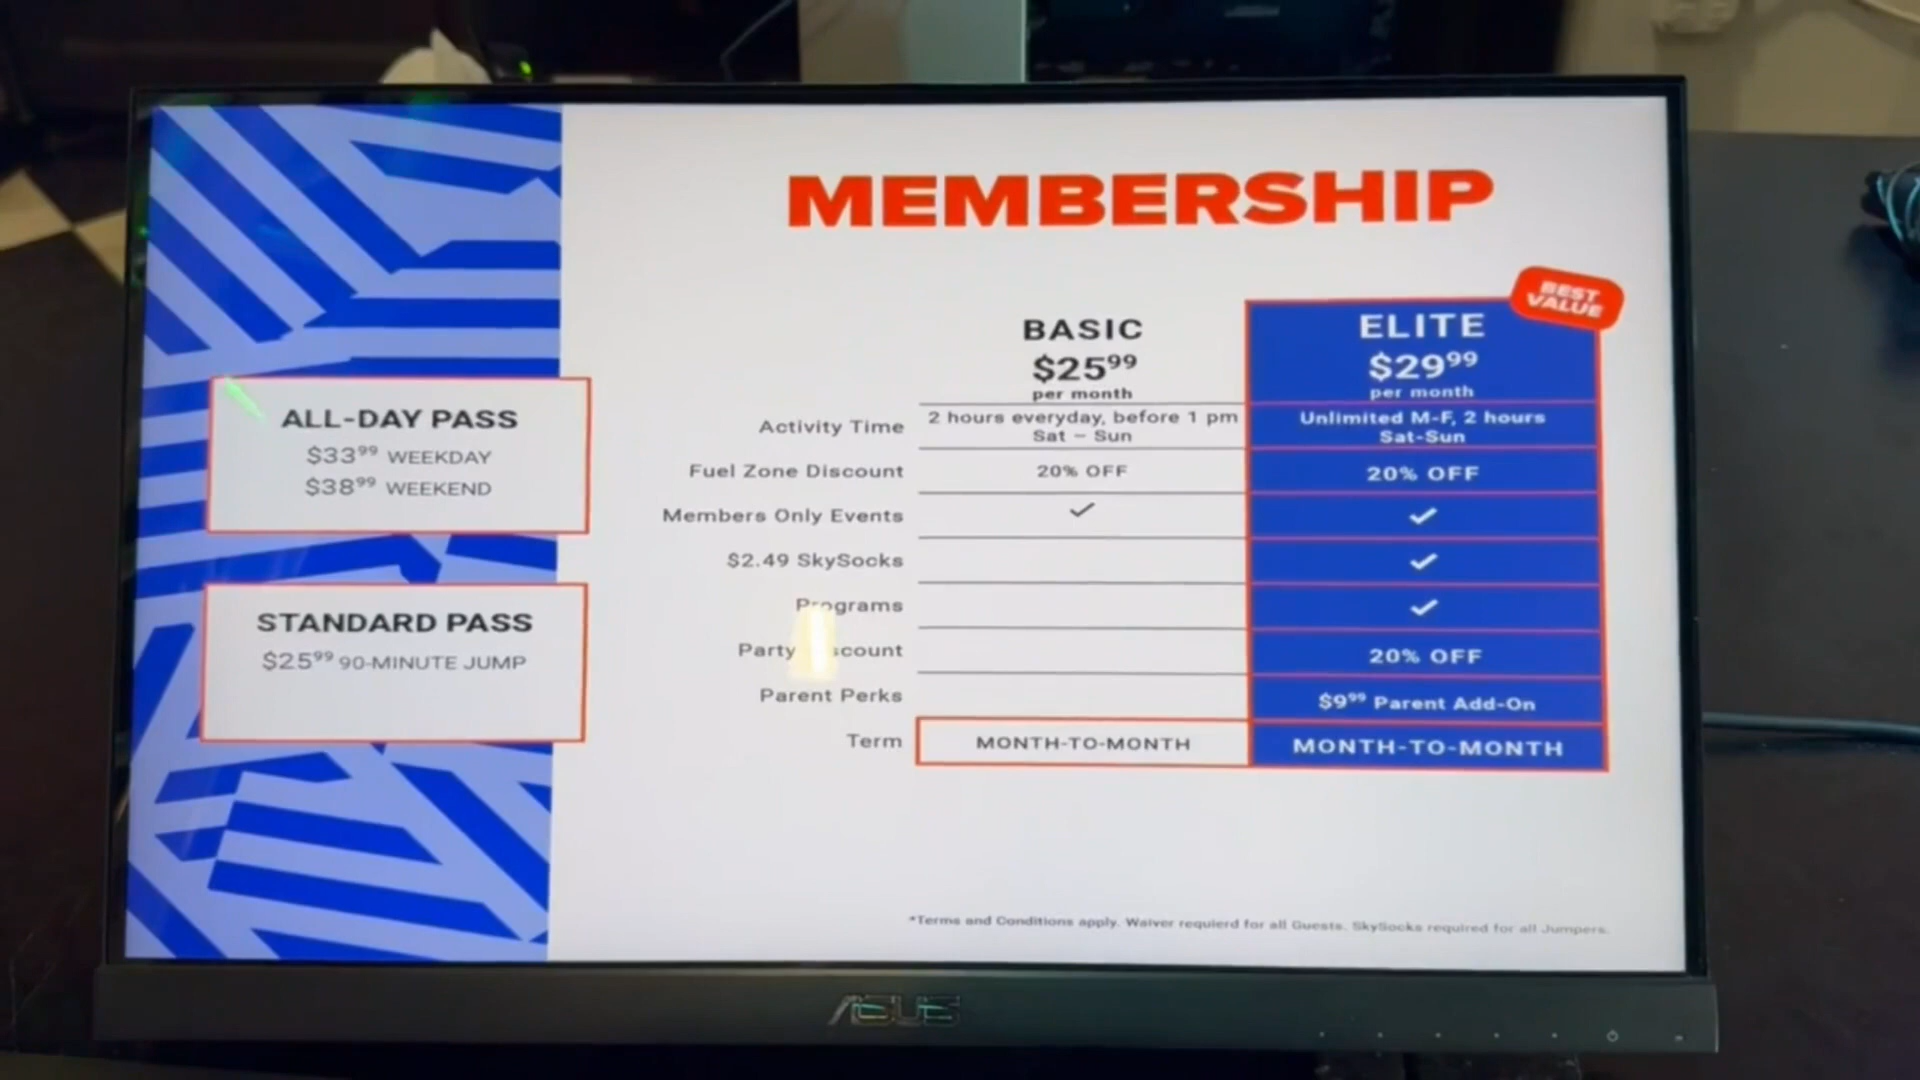 MEMBERSHIP
BEST
VALUE
ALL-DAY PASS
$33⁹⁹ WEEKDAY
$38⁹⁹ WEEKEND
STANDARD PASS
$25⁹⁹ 90-MINUTE JUMP
BASIC
$25⁹⁹
per month
ELITE
$29⁹⁹
per month
Activity Time
2 hours everyday, before 1 pm
Sat – Sun
Unlimited M-F, 2 hours
Sat-Sun
Fuel Zone Discount
20% OFF
20% OFF
Members Only Events ✓ ✓
$2.49 SkySocks ✓
Programs ✓
Party
20% OFF
Parent Perks
$9⁹⁹ Parent Add-On
Term
MONTH-TO-MONTH
MONTH-TO-MONTH
*Terms and Conditions apply. Waiver requierd for all Guests. SkySocks required for all Jumpers.
ASUS